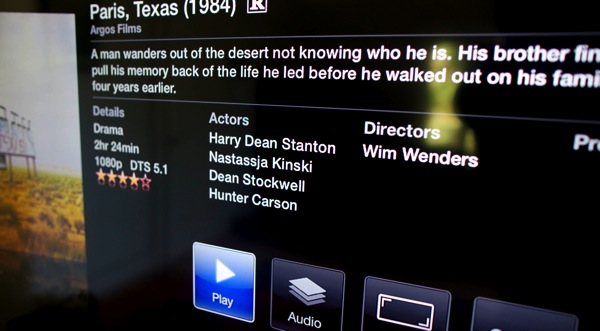 Paris, Texas (1984) R
Argos Films
A man wanders out of the desert not knowing who he is. His brother
pull his memory back of the life he led before he walked out on his
four years earlier.
Details
Drama
2hr 24min
1080p DTS 5.1
Actors
Harry Dean Stanton
Nastassja Kinski
Dean Stockwell
Hunter Carson
Directors
Wim Wenders
Play
Audio